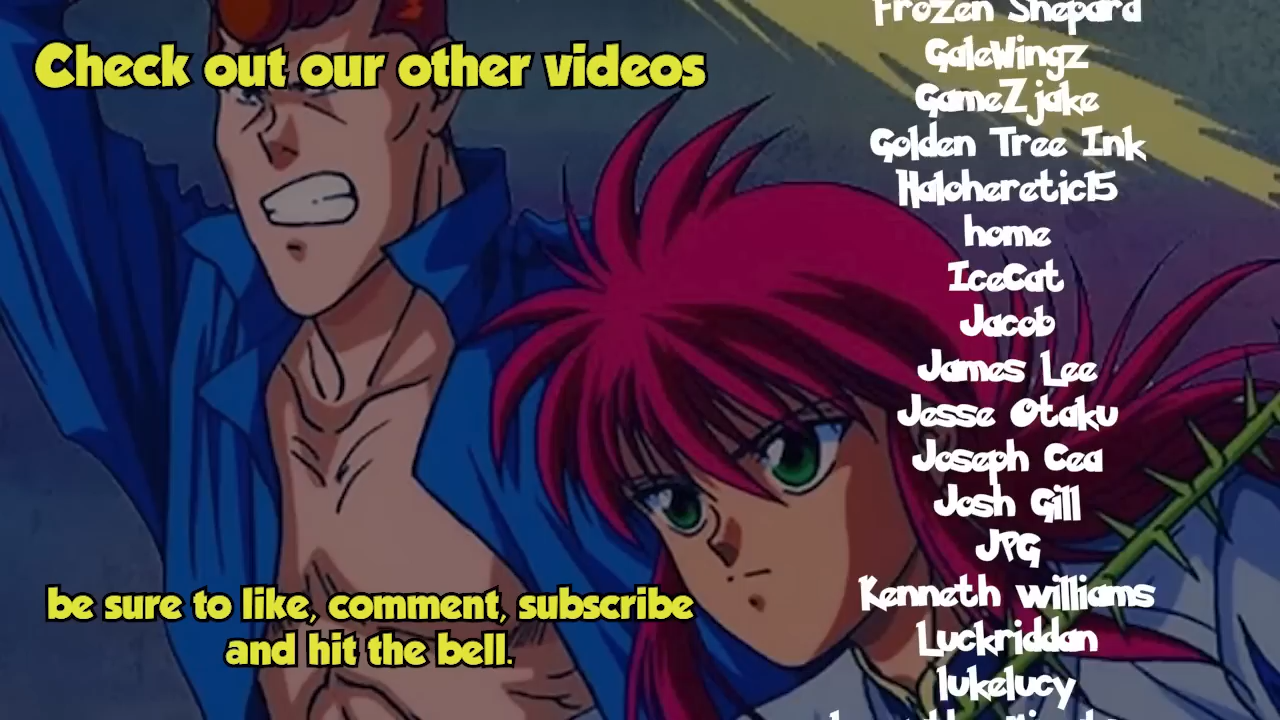 Check out our other videos
be sure to like, comment, subscribe
and hit the bell.
Frozen Shepard
GaleWingz
GameZjake
Golden Tree Ink
Haloheretic15
home
IceCat
Jacob
James Lee
Jesse Otaku
Joseph Cea
Josh Gill
JPG
Kenneth williams
Luckriddan
lukelucy